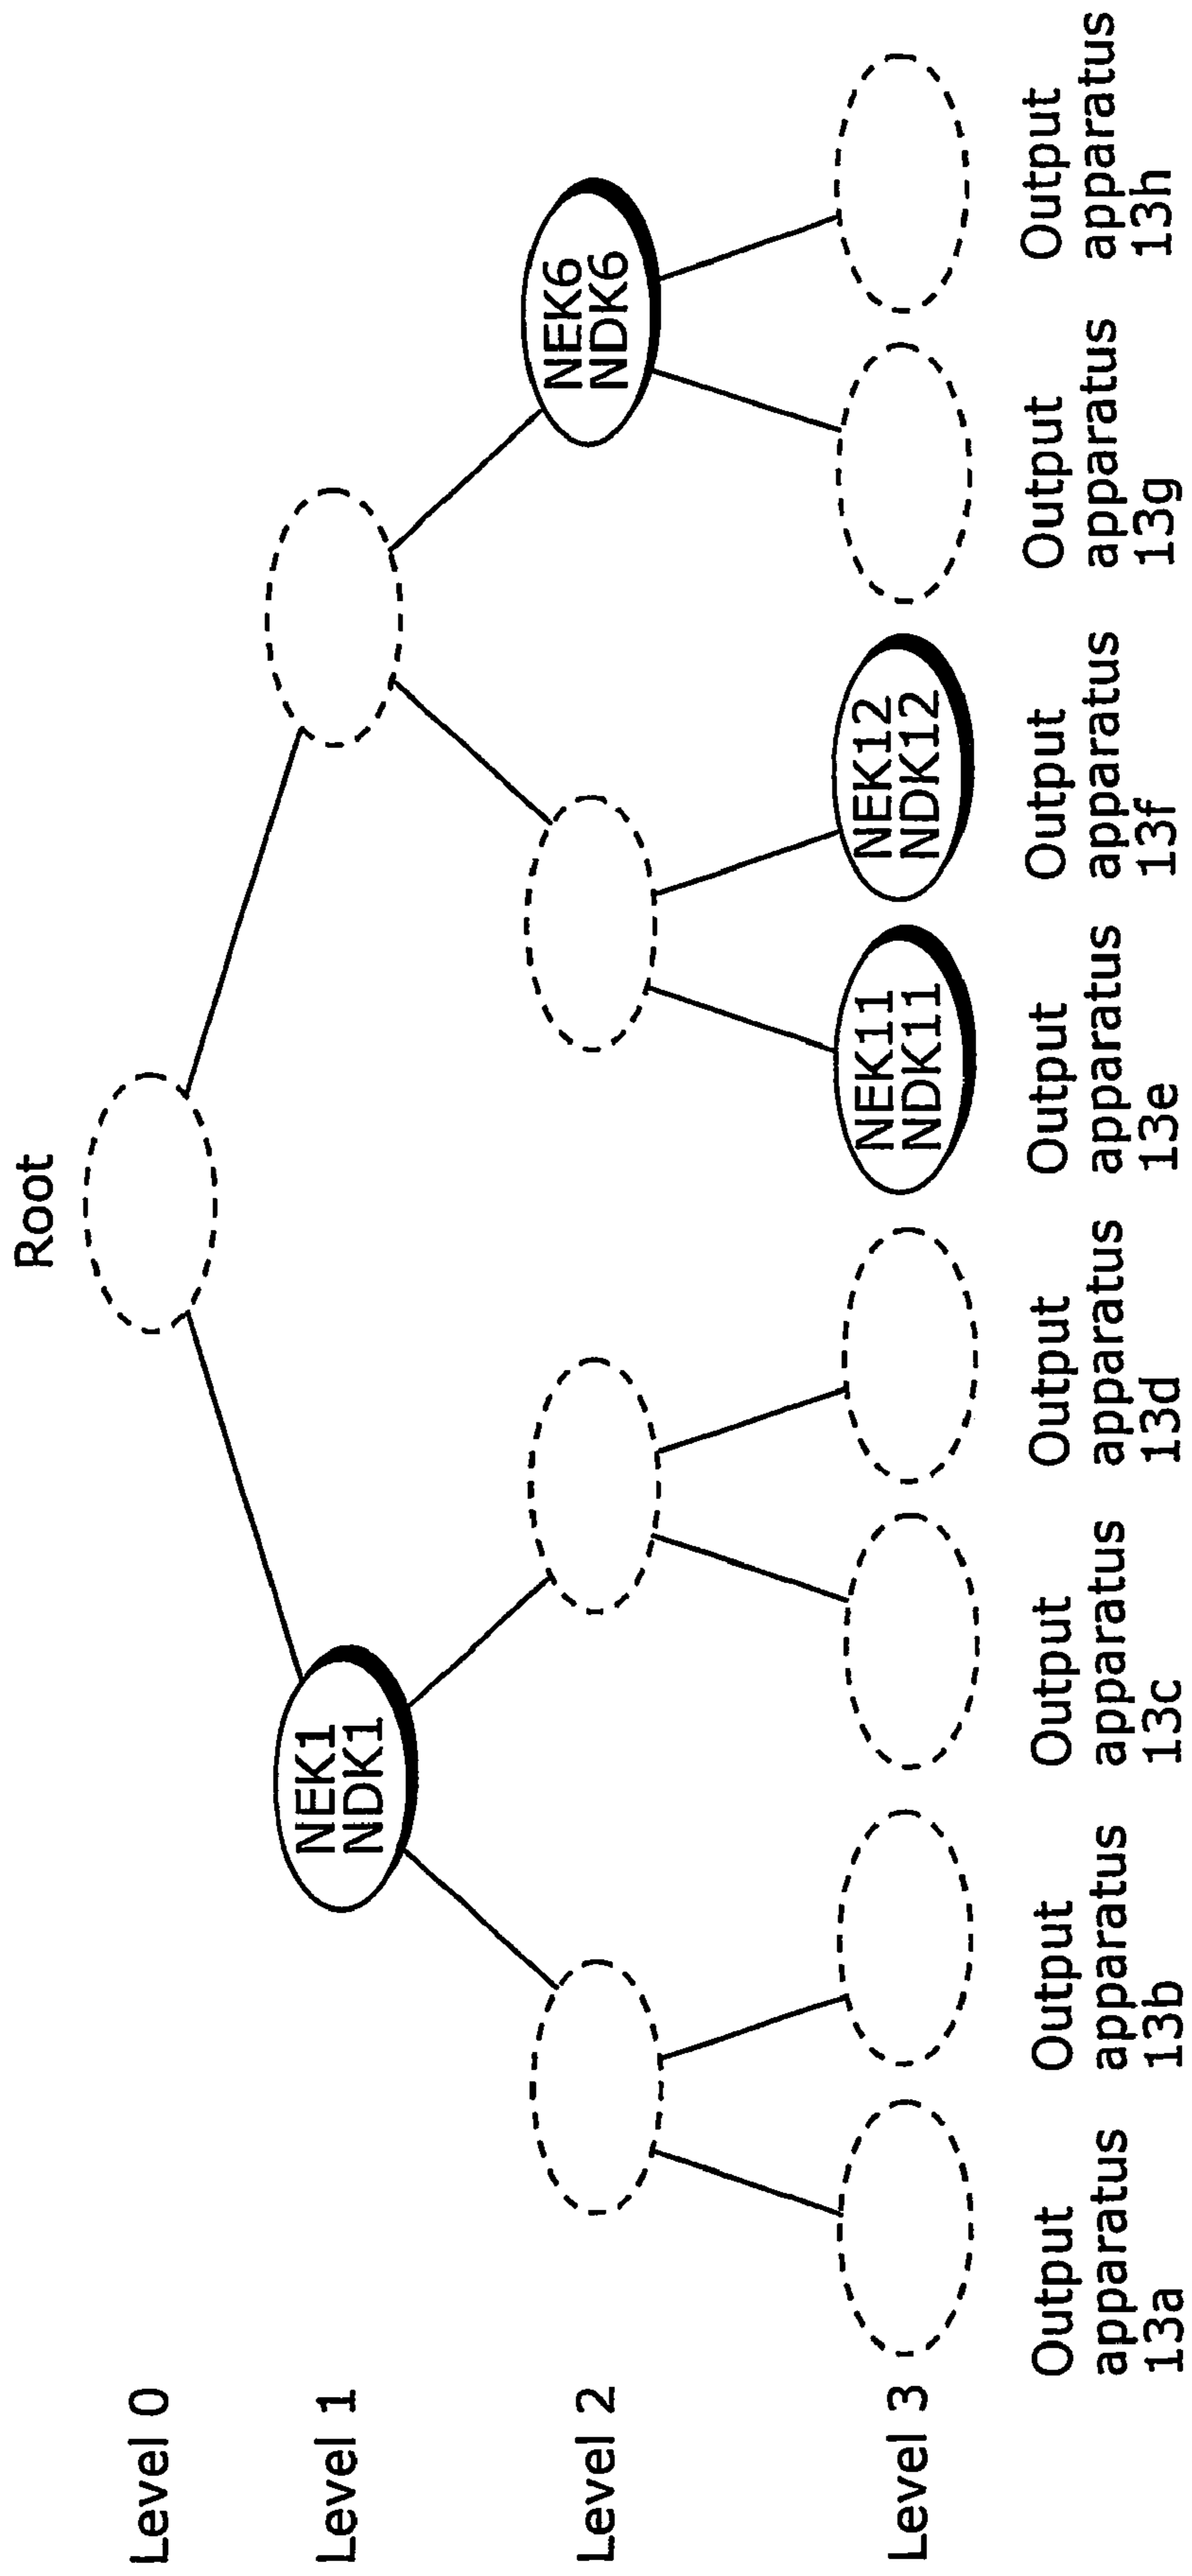 Root
Level 0
Level 1
NEK1
NDK1
Level 2
NEK6
NDK6
Level 3
NEK11
NDK11
NEK12
NDK12
Output
apparatus
13a
Output
apparatus
13b
Output
apparatus
13c
Output
apparatus
13d
Output
apparatus
13e
Output
apparatus
13f
Output
apparatus
13g
Output
apparatus
13h